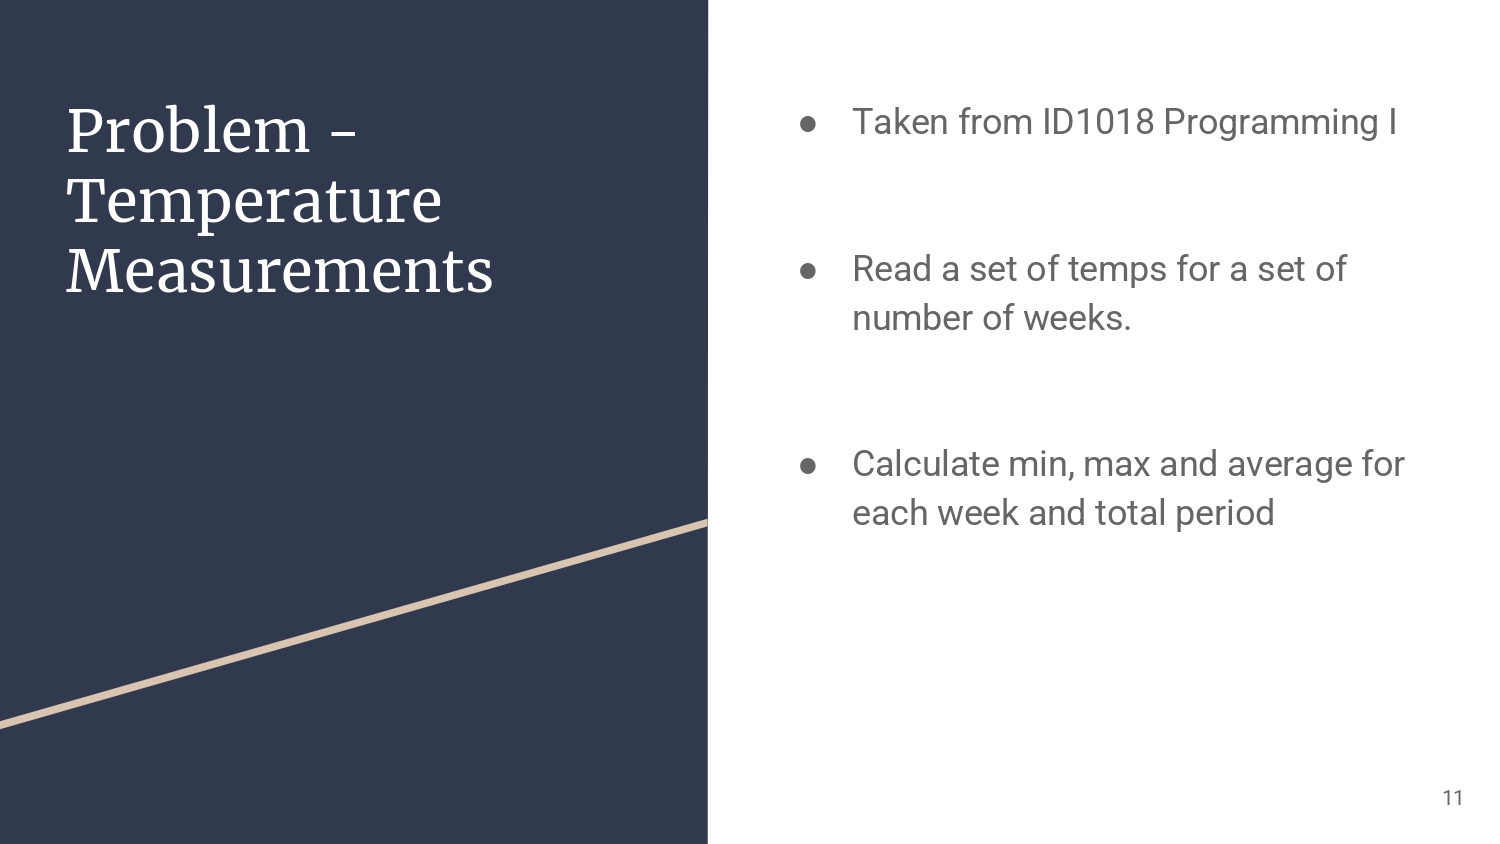 Problem -
Temperature
Measurements
● Taken from ID1018 Programming I
● Read a set of temps for a set of
number of weeks.
● Calculate min, max and average for
each week and total period
11